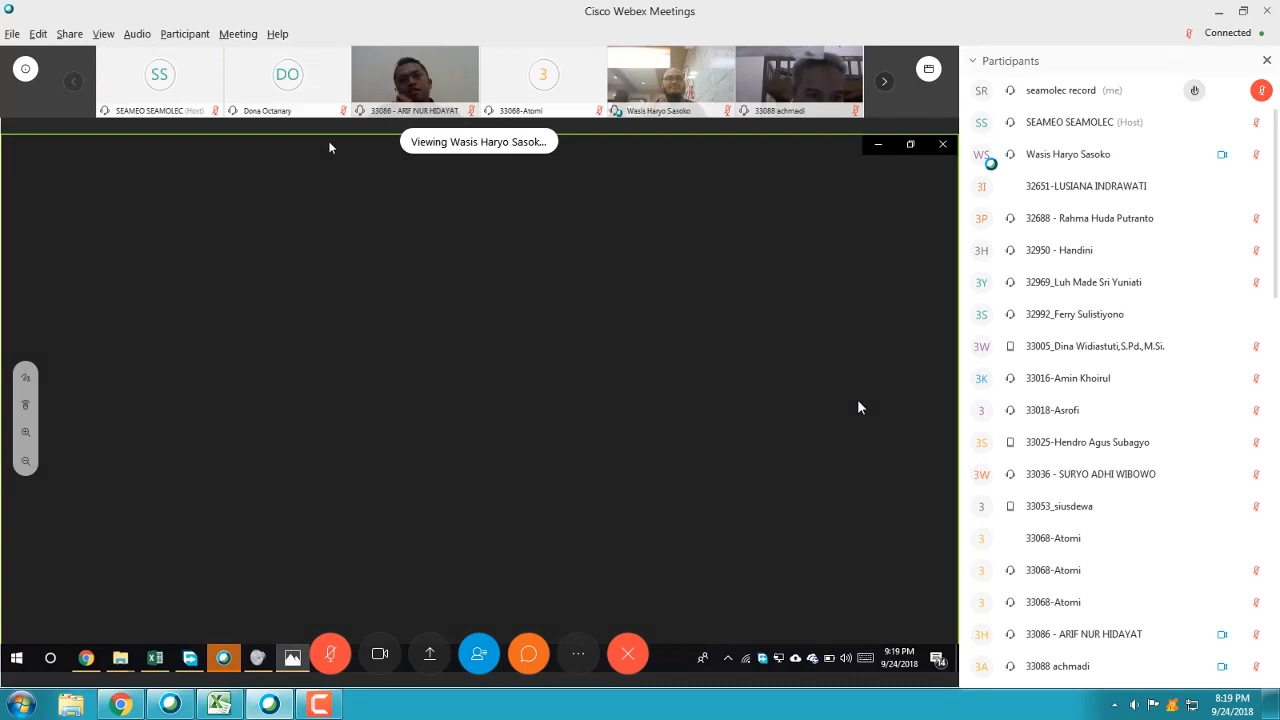 Cisco Webex Meetings
File Edit Share View Audio Participant Meeting Help
Connected
SS
DO
3
SEAMEO SEAMOLEC (Host)
Dona Octanary
33086 - ARIF NUR HIDAYAT
33068-Atomi
Wasis Haryo Sasoko
33088 achmadi
Viewing Wasis Haryo Sasok...
Participants
SR seamolec record (me)
SS SEAMEO SEAMOLEC (Host)
WS Wasis Haryo Sasoko
3I 32651-LUSIANA INDRAWATI
3P 32688 - Rahma Huda Putranto
3H 32950 - Handini
3Y 32969_Luh Made Sri Yuniati
3S 32992_Ferry Sulistiyono
3W 33005_Dina Widiastuti,S.Pd.,M.Si.
3K 33016-Amin Khoirul
3 33018-Asrofi
3S 33025-Hendro Agus Subagyo
3W 33036 - SURYO ADHI WIBOWO
3 33053_siusdewa
3 33068-Atomi
3 33068-Atomi
3 33068-Atomi
3H 33086 - ARIF NUR HIDAYAT
3A 33088 achmadi
9:19 PM
9/24/2018
14
8:19 PM
9/24/2018